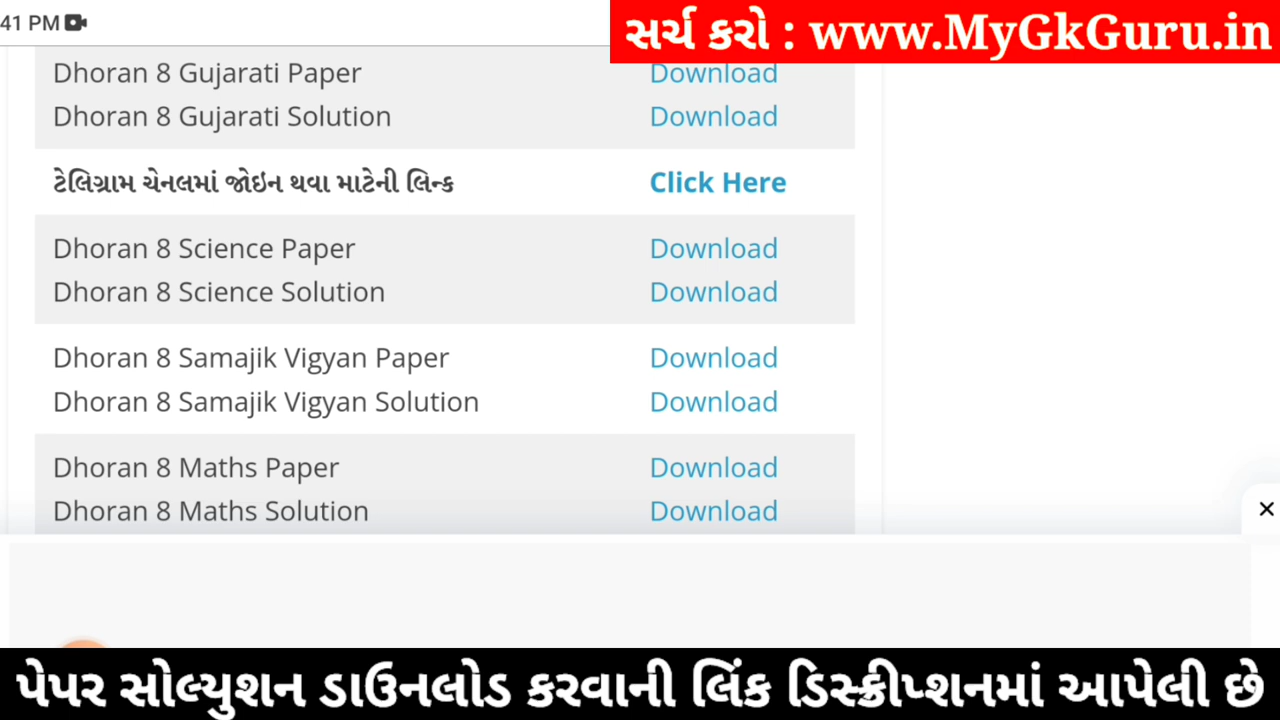 41 PM
સર્ચ કરો : www.MyGkGuru.in
Dhoran 8 Gujarati Paper Download
Dhoran 8 Gujarati Solution Download
ટેલિગ્રામ ચેનલમાં જોઇન થવા માટેની લિન્ક Click Here
Dhoran 8 Science Paper Download
Dhoran 8 Science Solution Download
Dhoran 8 Samajik Vigyan Paper Download
Dhoran 8 Samajik Vigyan Solution Download
Dhoran 8 Maths Paper Download
Dhoran 8 Maths Solution Download
પેપર સોલ્યુશન ડાઉનલોડ કરવાની લિંક ડિસ્ક્રીપ્શનમાં આપેલી છે